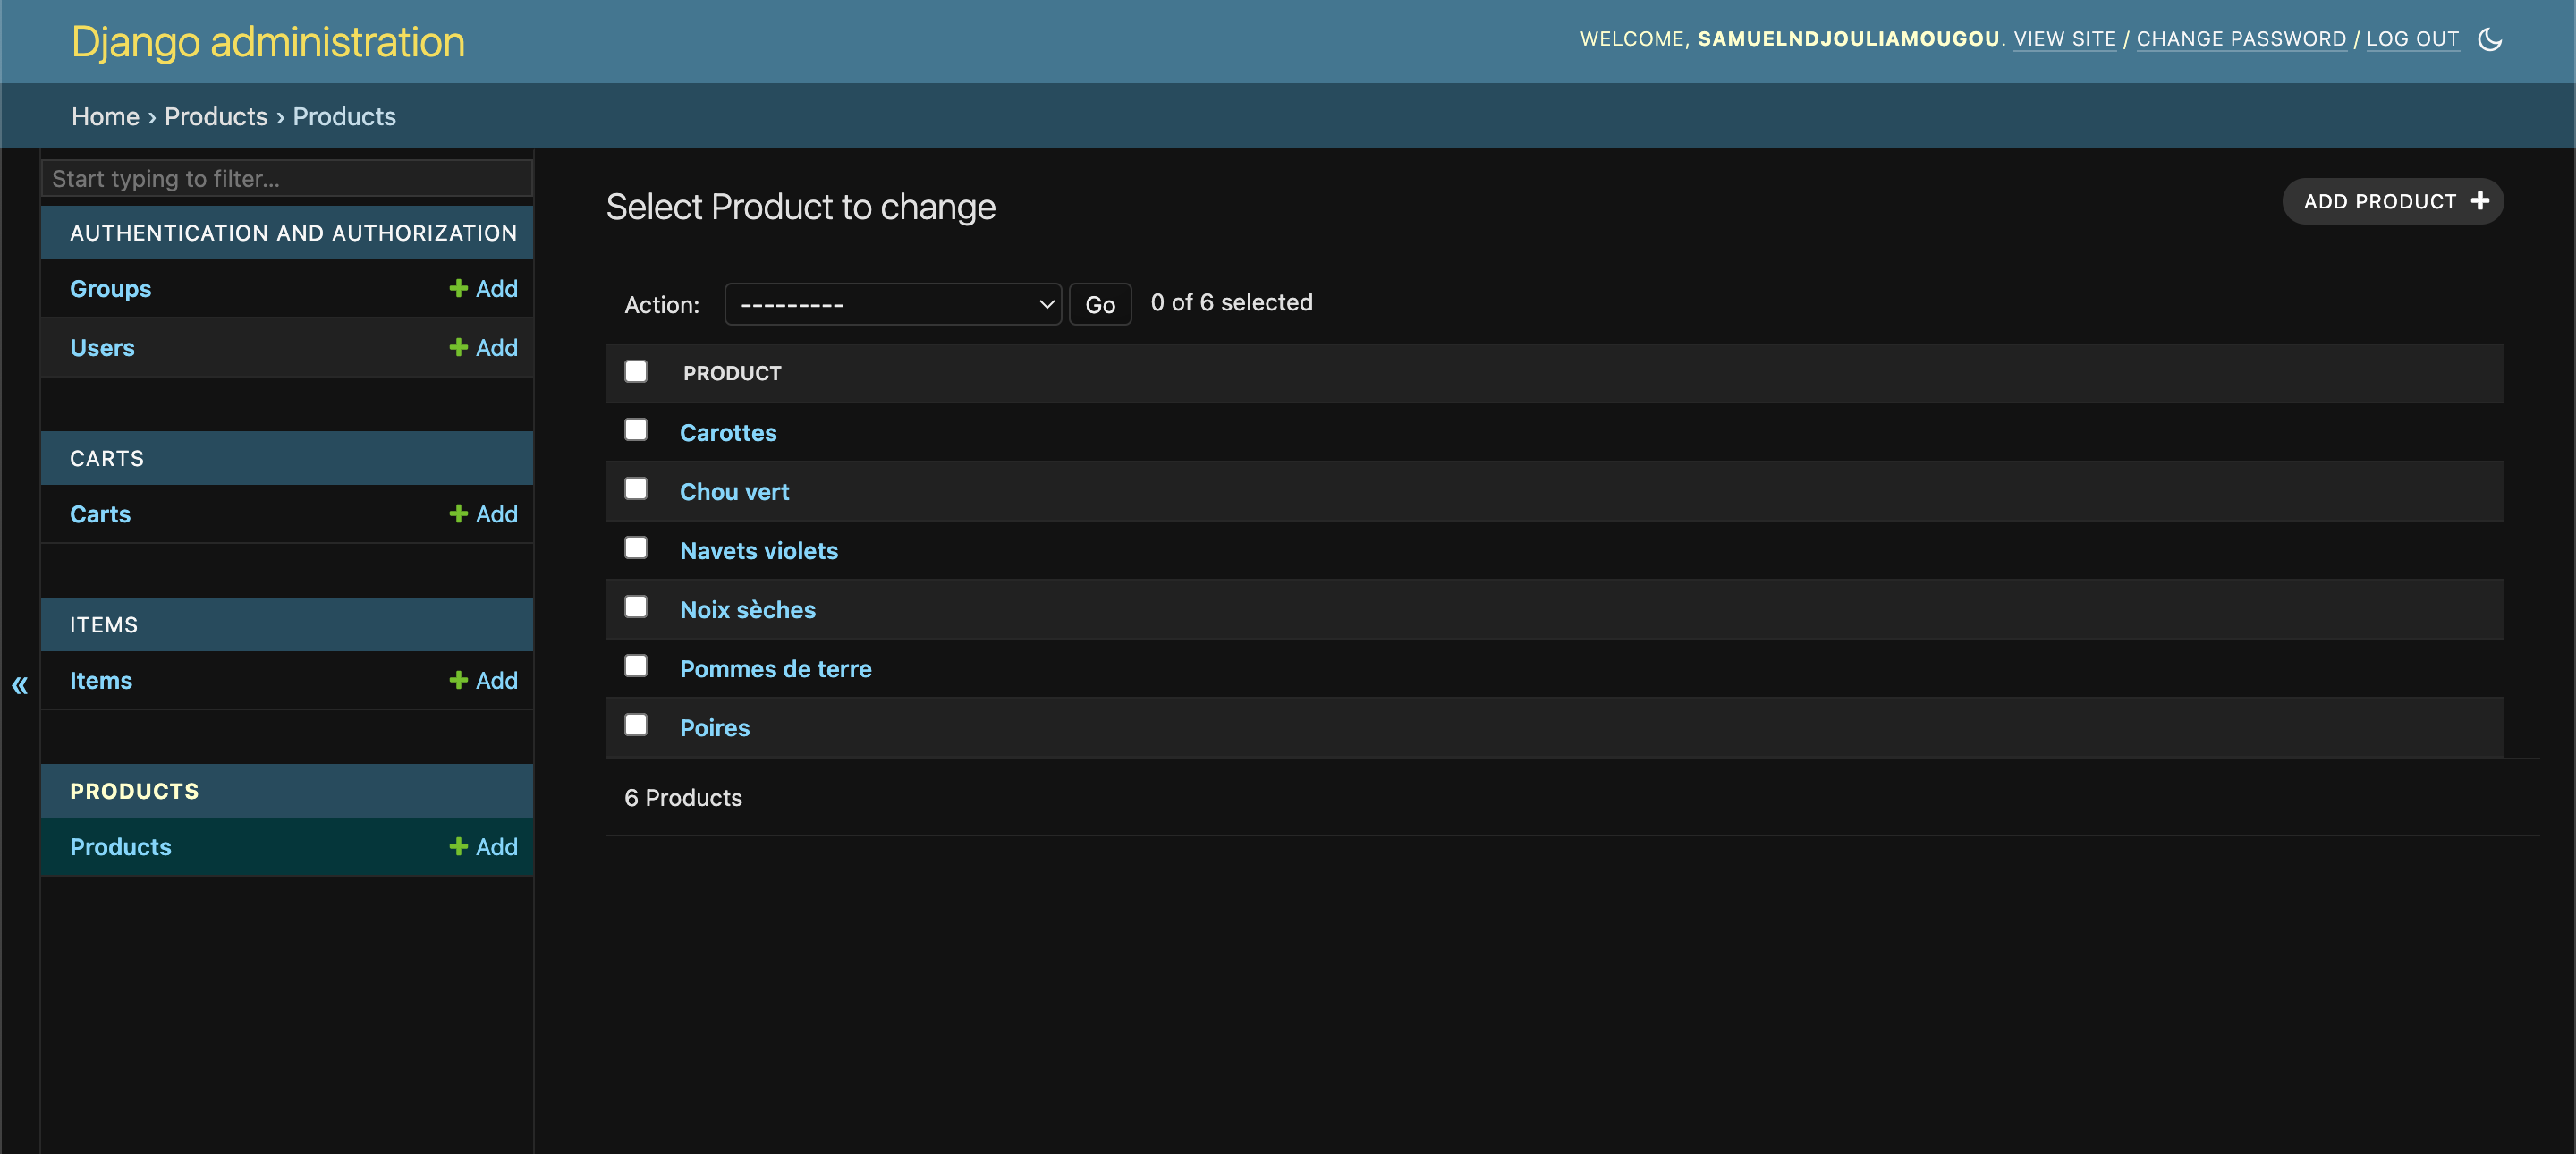 Django administration
WELCOME, SAMUELNDJOULIAMOUGOU. VIEW SITE / CHANGE PASSWORD / LOG OUT
Home › Products › Products
Start typing to filter...
AUTHENTICATION AND AUTHORIZATION
Groups + Add
Users + Add
CARTS
Carts + Add
ITEMS
Items + Add
PRODUCTS
Products + Add
«
Select Product to change
ADD PRODUCT +
Action: --------- Go 0 of 6 selected
PRODUCT
Carottes
Chou vert
Navets violets
Noix sèches
Pommes de terre
Poires
6 Products